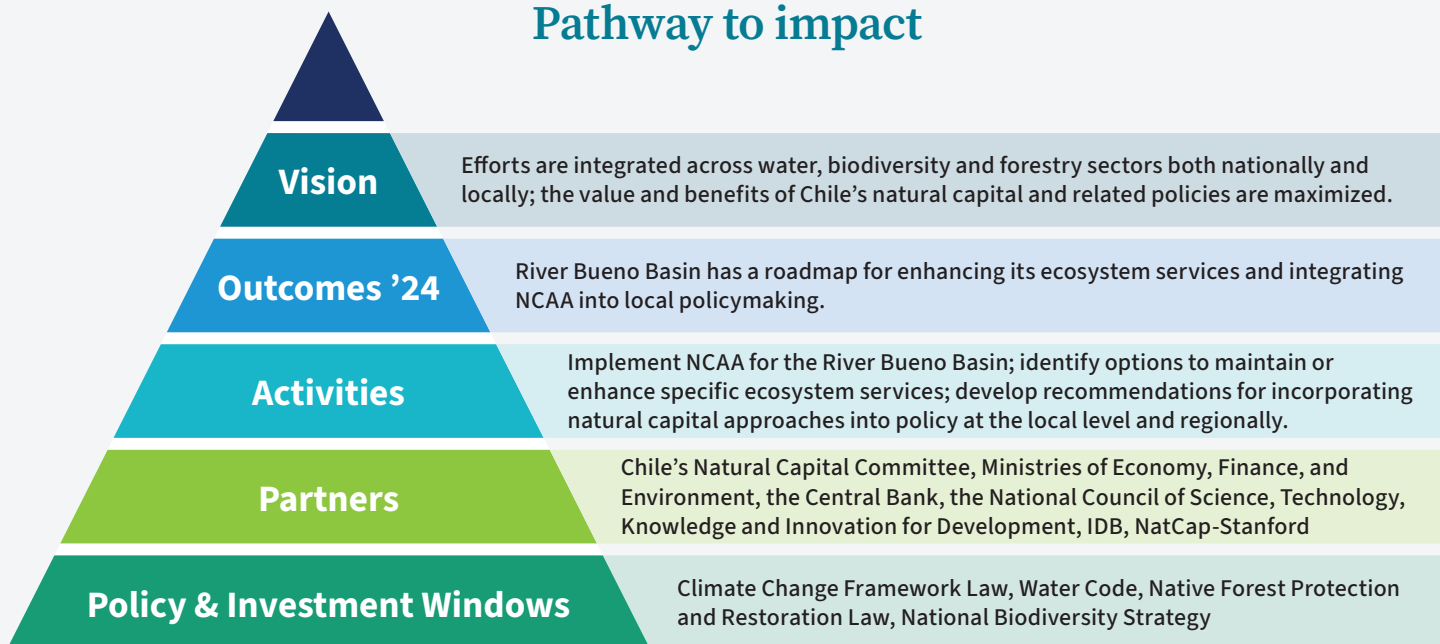 Pathway to impact
Vision
Efforts are integrated across water, biodiversity and forestry sectors both nationally and
locally; the value and benefits of Chile’s natural capital and related policies are maximized.
Outcomes ’24
River Bueno Basin has a roadmap for enhancing its ecosystem services and integrating
NCAA into local policymaking.
Activities
Implement NCAA for the River Bueno Basin; identify options to maintain or
enhance specific ecosystem services; develop recommendations for incorporating
natural capital approaches into policy at the local level and regionally.
Partners
Chile’s Natural Capital Committee, Ministries of Economy, Finance, and
Environment, the Central Bank, the National Council of Science, Technology,
Knowledge and Innovation for Development, IDB, NatCap-Stanford
Policy & Investment Windows
Climate Change Framework Law, Water Code, Native Forest Protection
and Restoration Law, National Biodiversity Strategy